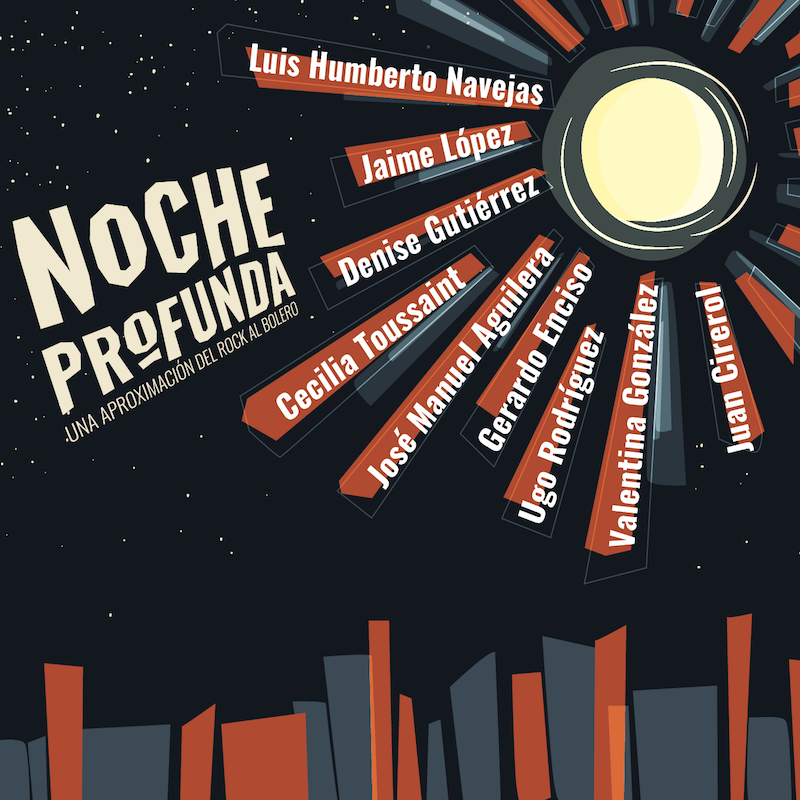 Luis Humberto Navejas
Jaime López
Denise Gutiérrez
Cecilia Toussaint
José Manuel Aguilera
Gerardo Enciso
Ugo Rodríguez
Valentina González
Juan Cirerol
NOCHE
PROFUNDA
UNA APROXIMACIÓN DEL ROCK AL BOLERO